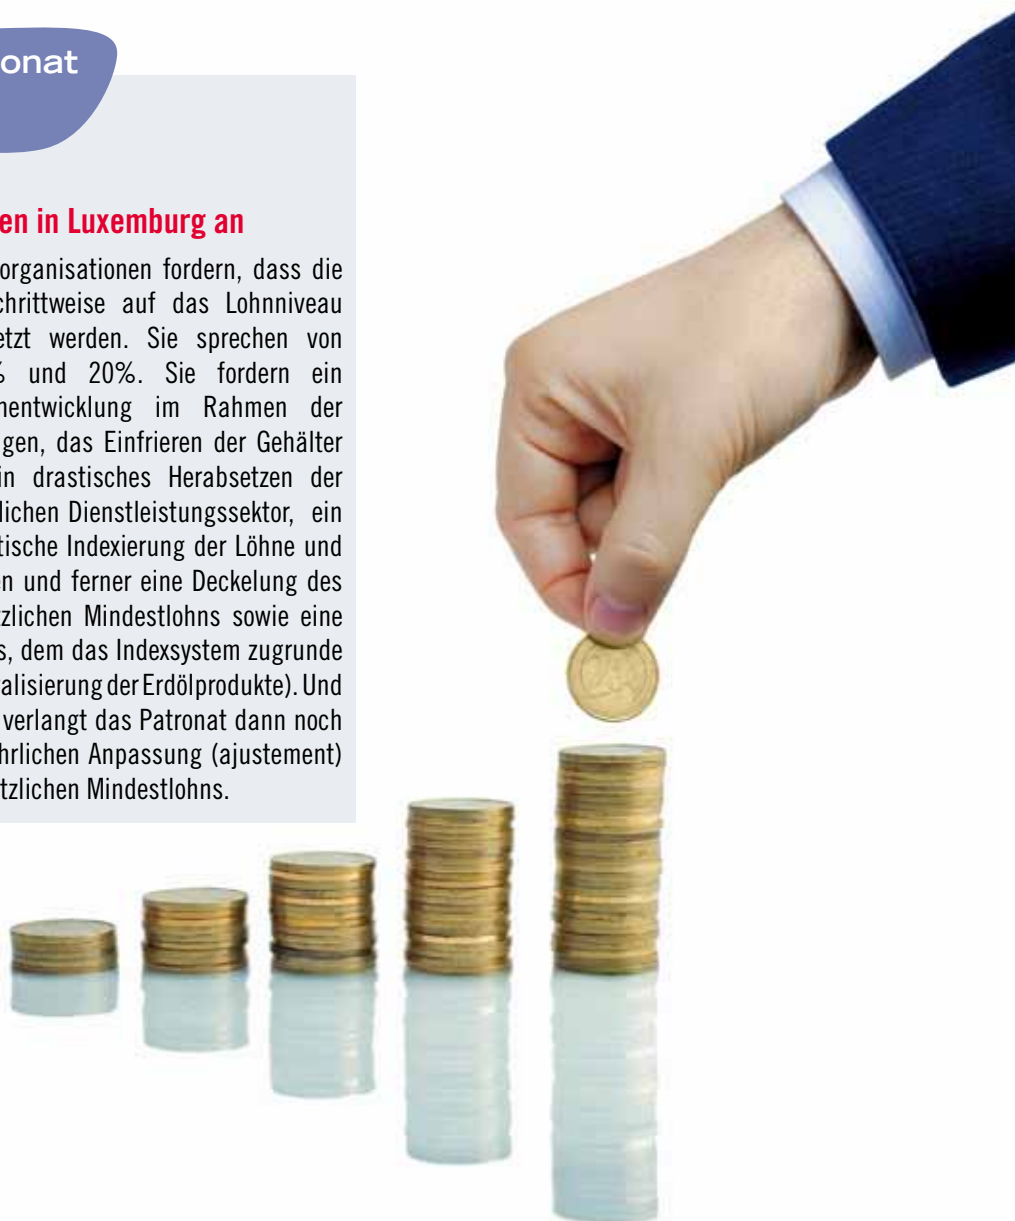 onat
en in Luxemburg an
organisationen fordern, dass die
chrittweise auf das Lohnniveau
etzt werden. Sie sprechen von
% und 20%. Sie fordern ein
nentwicklung im Rahmen der
gen, das Einfrieren der Gehälter
in drastisches Herabsetzen der
lichen Dienstleistungssektor, ein
tische Indexierung der Löhne und
en und ferner eine Deckelung des
tzlichen Mindestlohns sowie eine
s, dem das Indexsystem zugrunde
alisierung der Erdölprodukte). Und
verlangt das Patronat dann noch
hrlichen Anpassung (ajustement)
tzlichen Mindestlohns.